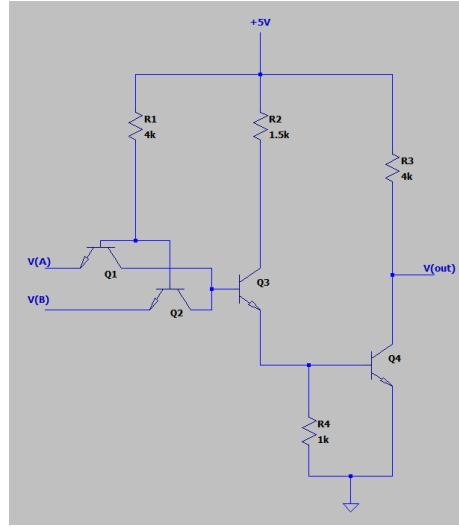 +5V
R1
4k
R2
1.5k
R3
4k
V(A)
Q1
V(B)
Q2
Q3
V(out)
Q4
R4
1k